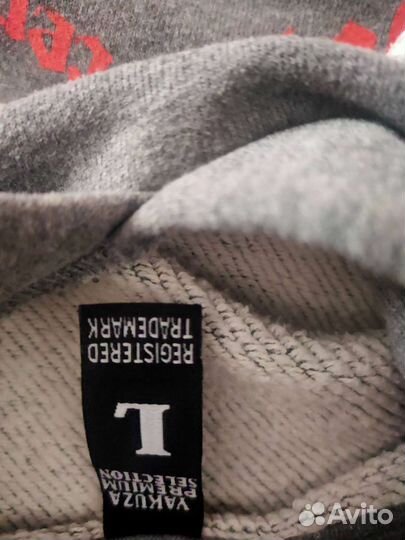 YAKUZA
PREMIUM
SELECTION
L
REGISTERED
TRADEMARK
Avito